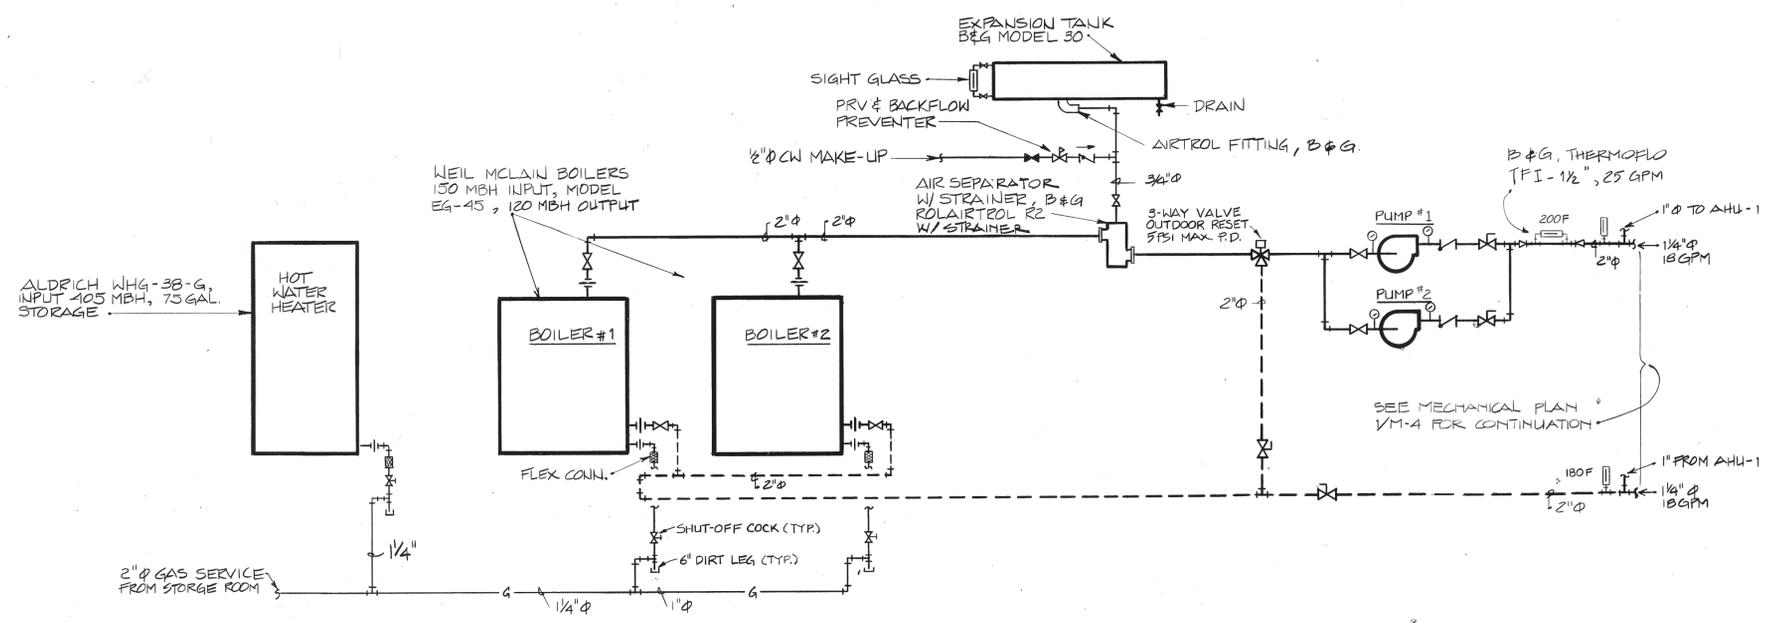 EXPANSION TANK
B&G MODEL 30
SIGHT GLASS
PRV & BACKFLOW
PREVENTER
DRAIN
AIRTROL FITTING, B&G.
1/2"Φ CW MAKE-UP
3/4"Φ
AIR SEPARATOR
W/ STRAINER, B&G
ROLAIRTROL R2
W/ STRAINER
WEIL MCLAIN BOILERS
150 MBH INPUT, MODEL
EG-45, 120 MBH OUTPUT
2"Φ
2"Φ
3-WAY VALVE
OUTDOOR RESET
5 PSI MAX. P.D.
B&G, THERMOFLO
TFI-1½", 25 GPM
PUMP #1
200F
1"Φ TO AHU-1
1¼"Φ
18 GPM
2"Φ
PUMP #2
2"Φ
ALDRICH WHG-38-G,
INPUT 405 MBH, 75 GAL.
STORAGE
HOT
WATER
HEATER
BOILER #1
BOILER #2
SEE MECHANICAL PLAN
1/M-4 FOR CONTINUATION
FLEX CONN.
2"Φ
180F
1" FROM AHU-1
1¼"Φ
18 GPM
2"Φ
SHUT-OFF COCK (TYP.)
6" DIRT LEG (TYP.)
1¼"
2"Φ GAS SERVICE
FROM STORGE ROOM
G
G
1¼"Φ
1"Φ